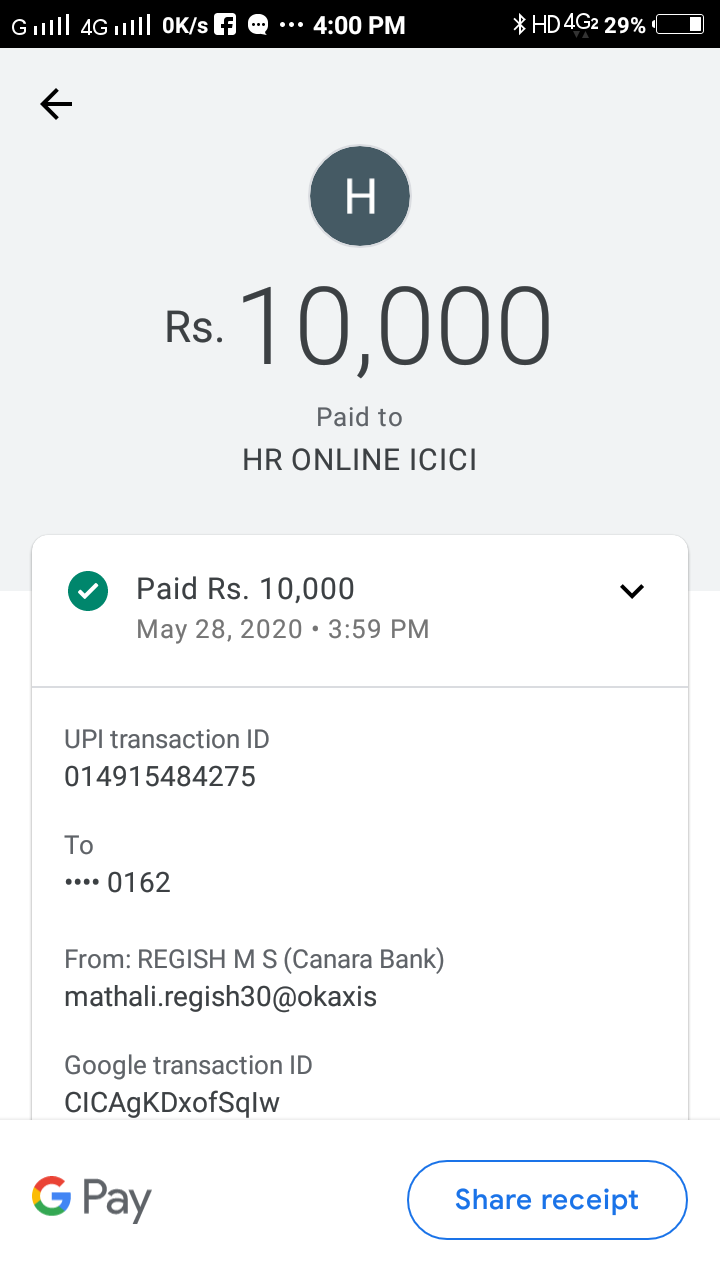 G 4G 0K/s 4:00 PM HD 4G2 29%
H
Rs. 10,000
Paid to
HR ONLINE ICICI
Paid Rs. 10,000
May 28, 2020 • 3:59 PM
UPI transaction ID
014915484275
To
•••• 0162
From: REGISH M S (Canara Bank)
mathali.regish30@okaxis
Google transaction ID
CICAgKDxofSqIw
G Pay
Share receipt